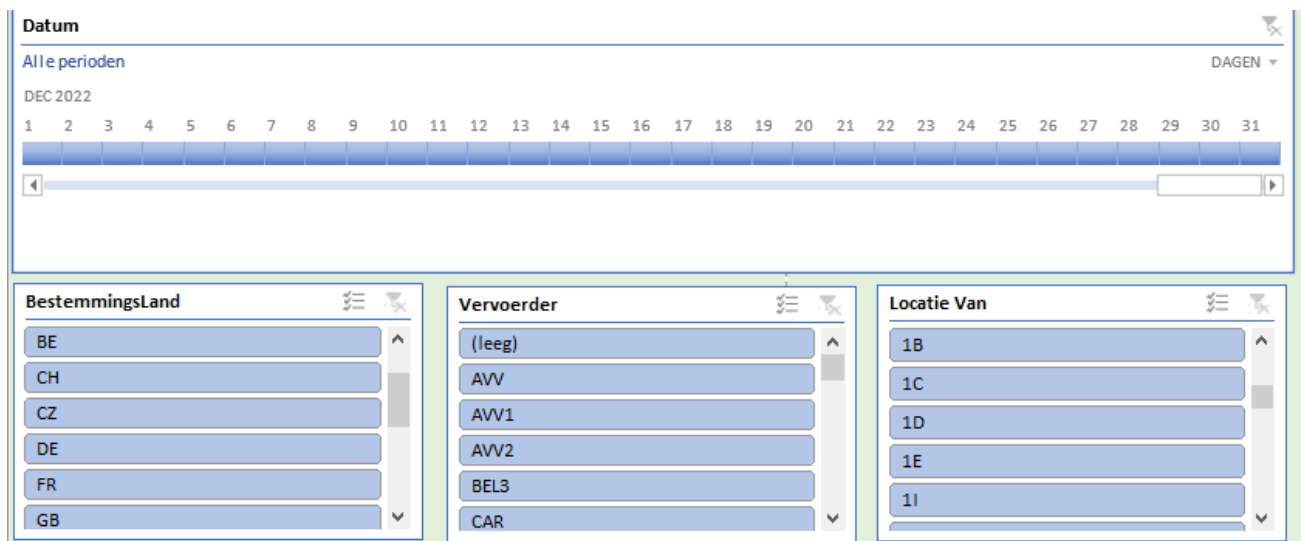 Datum
Alle perioden
DAGEN
DEC 2022
1 2 3 4 5 6 7 8 9 10 11 12 13 14 15 16 17 18 19 20 21 22 23 24 25 26 27 28 29 30 31
BestemmingsLand
BE
CH
CZ
DE
FR
GB
Vervoerder
(leeg)
AVV
AVV1
AVV2
BEL3
CAR
Locatie Van
1B
1C
1D
1E
1I